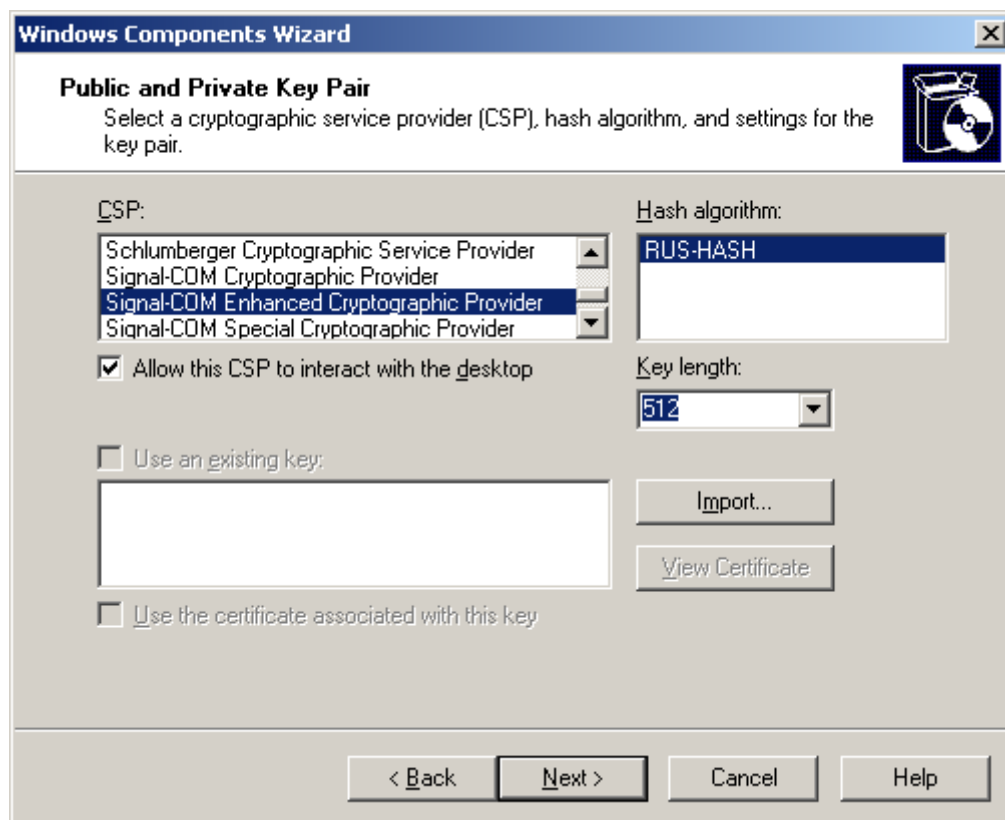 Windows Components Wizard
Public and Private Key Pair
Select a cryptographic service provider (CSP), hash algorithm, and settings for the
key pair.
CSP:
Schlumberger Cryptographic Service Provider
Signal-COM Cryptographic Provider
Signal-COM Enhanced Cryptographic Provider
Signal-COM Special Cryptographic Provider
Hash algorithm:
RUS-HASH
Allow this CSP to interact with the desktop
Key length:
512
Use an existing key:
Import...
View Certificate
Use the certificate associated with this key
< Back
Next >
Cancel
Help